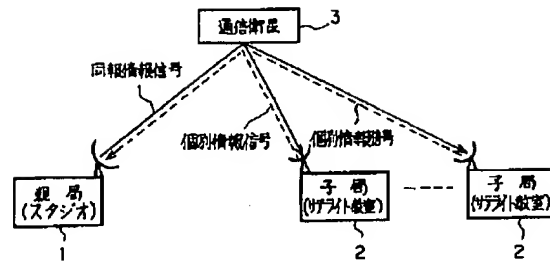 通信衛星
3
同報情報信号
個別情報信号
個別情報信号
親局
(スタジオ)
1
子局
(サテライト教室)
2
子局
(サテライト教室)
2